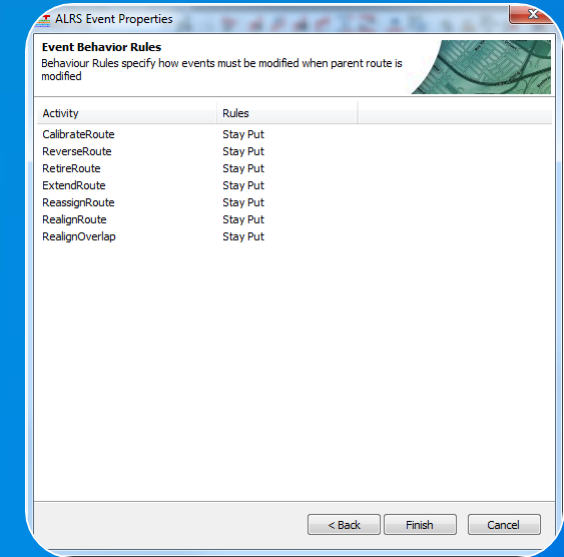 ALRS Event Properties
Event Behavior Rules
Behaviour Rules specify how events must be modified when parent route is
modified
Activity Rules
CalibrateRoute Stay Put
ReverseRoute Stay Put
RetireRoute Stay Put
ExtendRoute Stay Put
ReassignRoute Stay Put
RealignRoute Stay Put
RealignOverlap Stay Put
< Back Finish Cancel